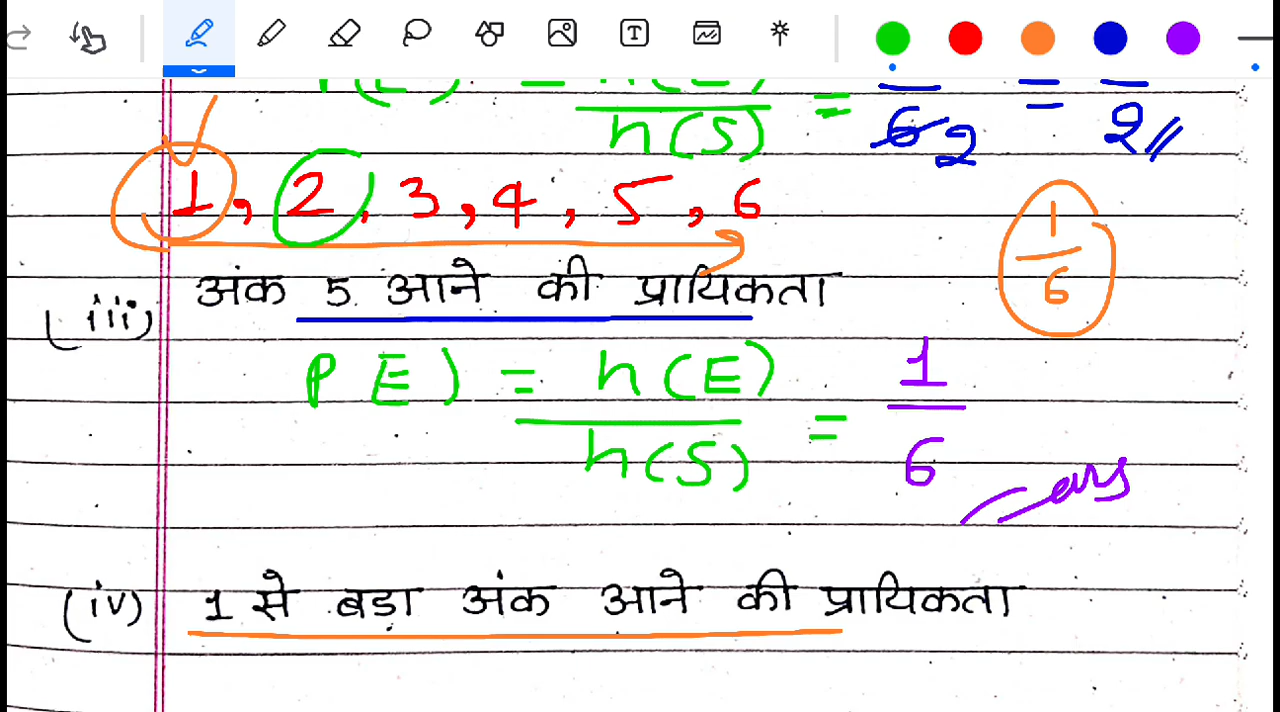 n(S) = 6 2 = 2
1, 2, 3, 4, 5, 6
1
6
(iii) अंक 5 आने की प्रायिकता
P E) = n(E) = 1
n(S) 6 ans
(iv) 1 से बड़ा अंक आने की प्रायिकता